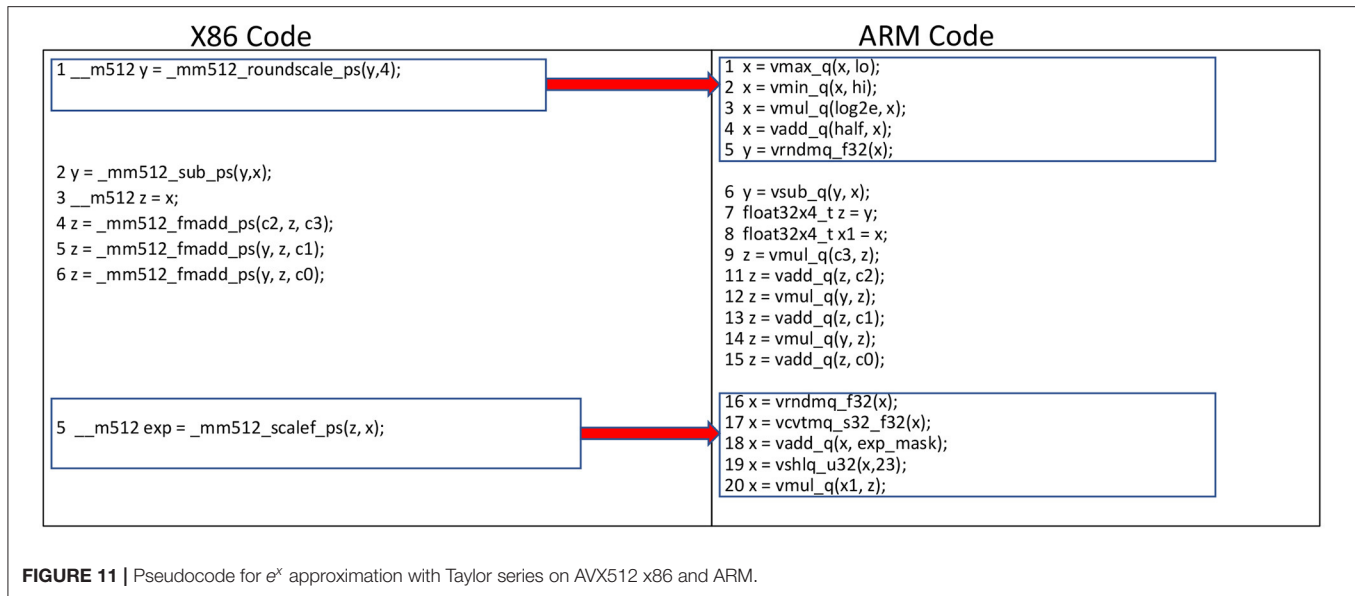 X86 Code
ARM Code
1 __m512 y = _mm512_roundscale_ps(y,4);
2 y = _mm512_sub_ps(y,x);
3 __m512 z = x;
4 z = _mm512_fmadd_ps(c2, z, c3);
5 z = _mm512_fmadd_ps(y, z, c1);
6 z = _mm512_fmadd_ps(y, z, c0);
5 __m512 exp = _mm512_scalef_ps(z, x);
1 x = vmax_q(x, lo);
2 x = vmin_q(x, hi);
3 x = vmul_q(log2e, x);
4 x = vadd_q(half, x);
5 y = vrndmq_f32(x);
6 y = vsub_q(y, x);
7 float32x4_t z = y;
8 float32x4_t x1 = x;
9 z = vmul_q(c3, z);
11 z = vadd_q(z, c2);
12 z = vmul_q(y, z);
13 z = vadd_q(z, c1);
14 z = vmul_q(y, z);
15 z = vadd_q(z, c0);
16 x = vrndmq_f32(x);
17 x = vcvtmq_s32_f32(x);
18 x = vadd_q(x, exp_mask);
19 x = vshlq_u32(x,23);
20 x = vmul_q(x1, z);
FIGURE 11 | Pseudocode for e^x approximation with Taylor series on AVX512 x86 and ARM.